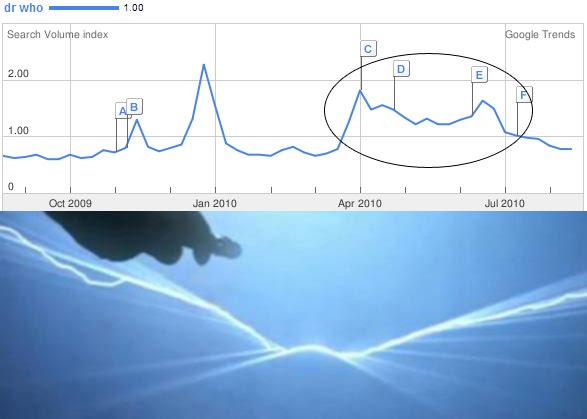 dr who 1.00
Search Volume index Google Trends
C
D
2.00
E
F
A B
1.00
0
Oct 2009 Jan 2010 Apr 2010 Jul 2010